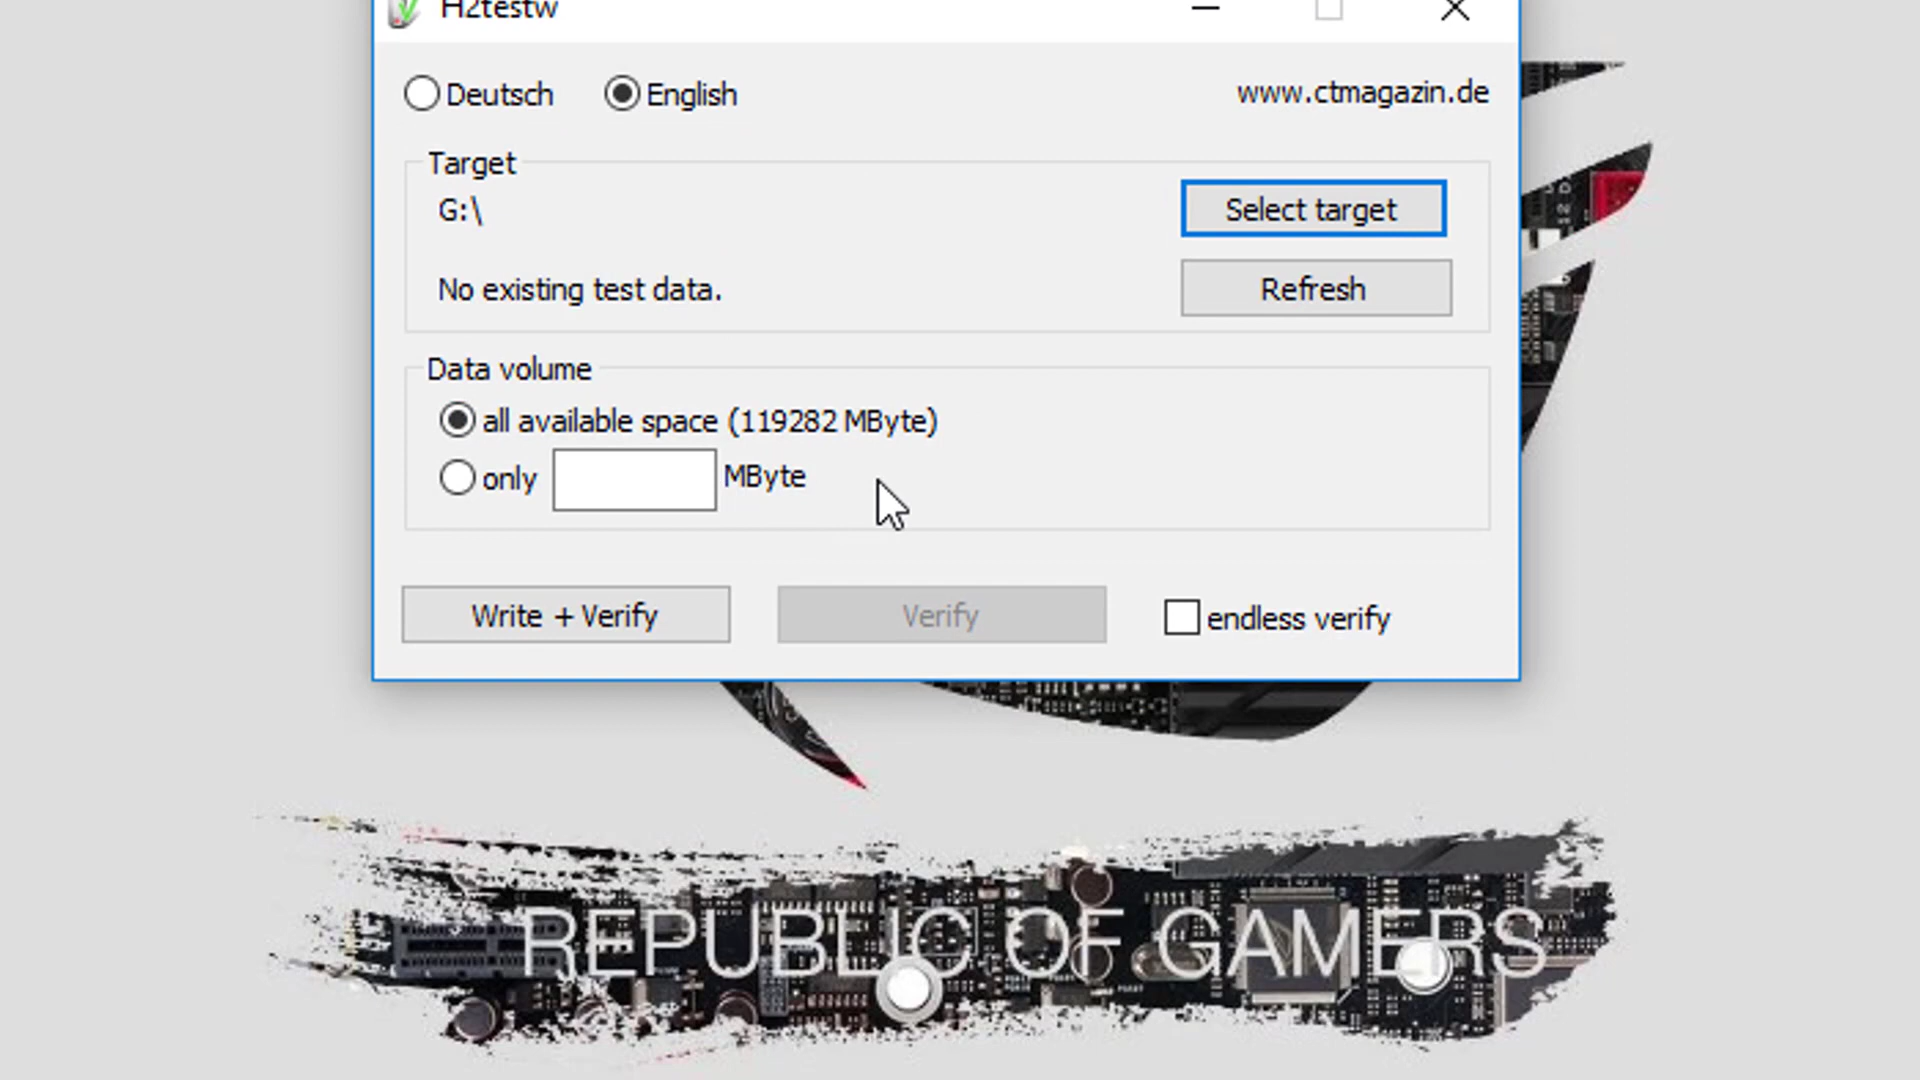 H2testw
Deutsch English www.ctmagazin.de
Target
G:\ Select target
No existing test data. Refresh
Data volume
all available space (119282 MByte)
only MByte
Write + Verify Verify endless verify
REPUBLIC OF GAMERS